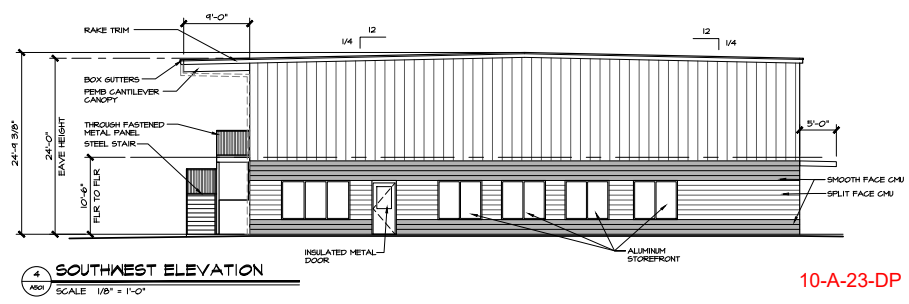 9'-0"
RAKE TRIM
12
1/4
12
1/4
BOX GUTTERS
PEMB CANTILEVER
CANOPY
THROUGH FASTENED
METAL PANEL
STEEL STAIR
24'-9 3/8"
24'-0"
EAVE HEIGHT
10'-6"
FLR TO FLR
5'-0"
SMOOTH FACE CMU
SPLIT FACE CMU
INSULATED METAL
DOOR
ALUMINUM
STOREFRONT
4
A501
SOUTHWEST ELEVATION
SCALE 1/8" = 1'-0"
10-A-23-DP